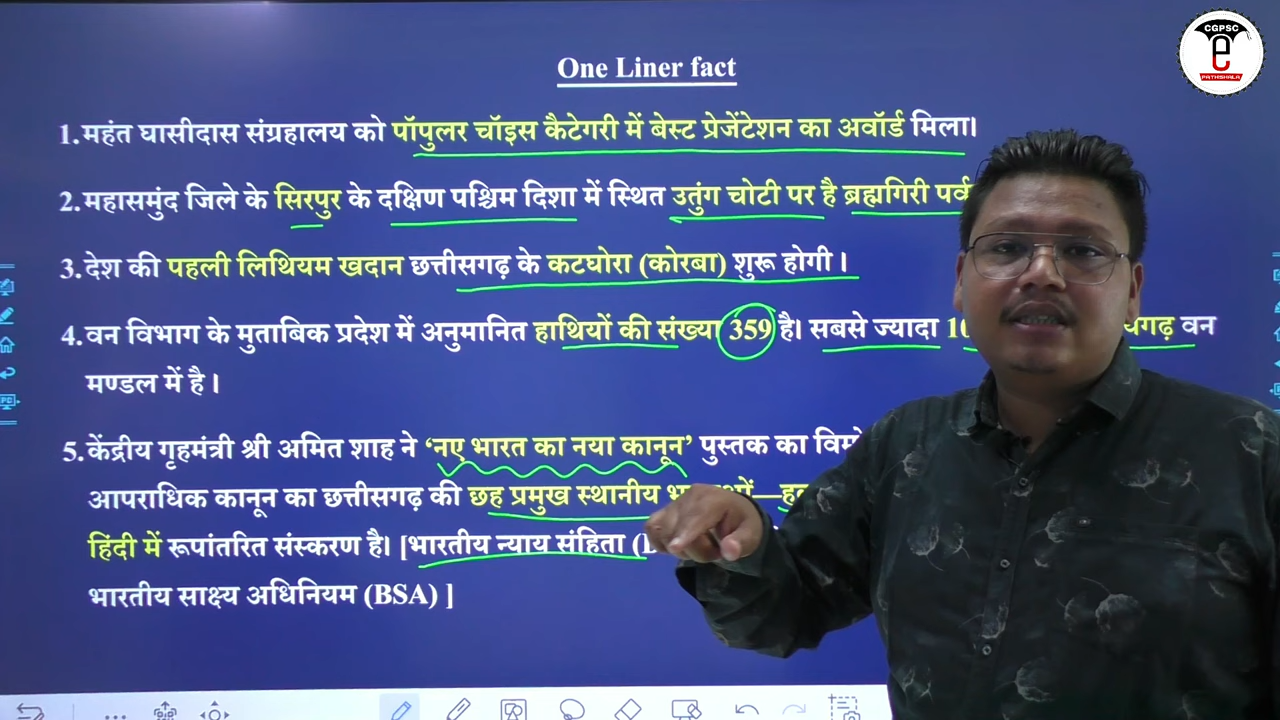 CGPSC
e
PATHSHALA
One Liner fact
1. महंत घासीदास संग्रहालय को पॉपुलर चॉइस कैटेगरी में बेस्ट प्रेजेंटेशन का अवॉर्ड मिला।
2. महासमुंद जिले के सिरपुर के दक्षिण पश्चिम दिशा में स्थित उतुंग चोटी पर है ब्रह्मगिरी
3. देश की पहली लिथियम खदान छत्तीसगढ़ के कटघोरा (कोरबा) शुरू होगी ।
4. वन विभाग के मुताबिक प्रदेश में अनुमानित हाथियों की संख्या 359 है। सबसे ज्यादा वन
मण्डल में है ।
5. केंद्रीय गृहमंत्री श्री अमित शाह ने ‘नए भारत का नया कानून’ पुस्तक का
आपराधिक कानून का छत्तीसगढ़ की छह प्रमुख स्थानीय
हिंदी में रूपांतरित संस्करण है। [भारतीय न्याय संहिता
भारतीय साक्ष्य अधिनियम (BSA) ]